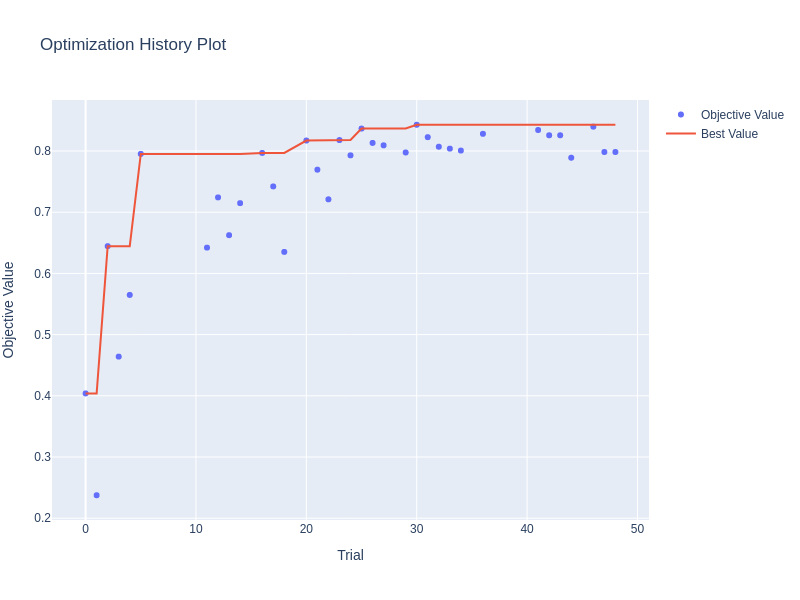 Optimization History Plot
Objective Value
Best Value
0.8
0.7
0.6
0.5
0.4
0.3
0.2
Objective Value
0 10 20 30 40 50
Trial